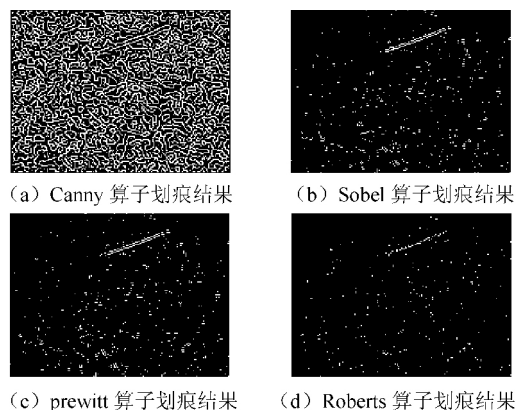 （a）Canny 算子划痕结果
（b）Sobel 算子划痕结果
（c）prewitt 算子划痕结果
（d）Roberts 算子划痕结果